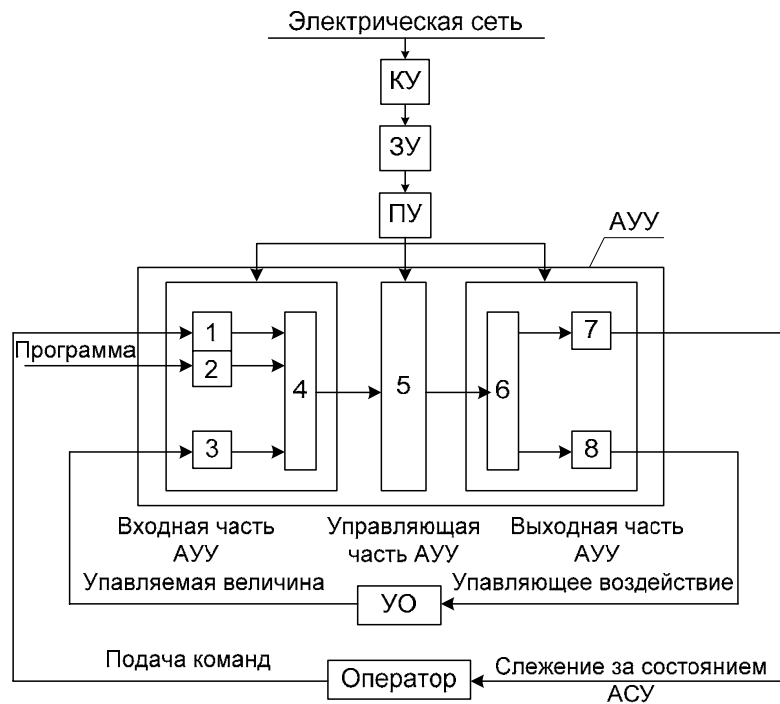 Электрическая сеть
КУ
ЗУ
ПУ
АУУ
1
7
Программа
2
4
5
6
3
8
Входная часть
АУУ
Управляющая
часть АУУ
Выходная часть
АУУ
Упавляемая величина
Упавляющее воздействие
УО
Подача команд
Оператор
Слежение за состоянием
АСУ